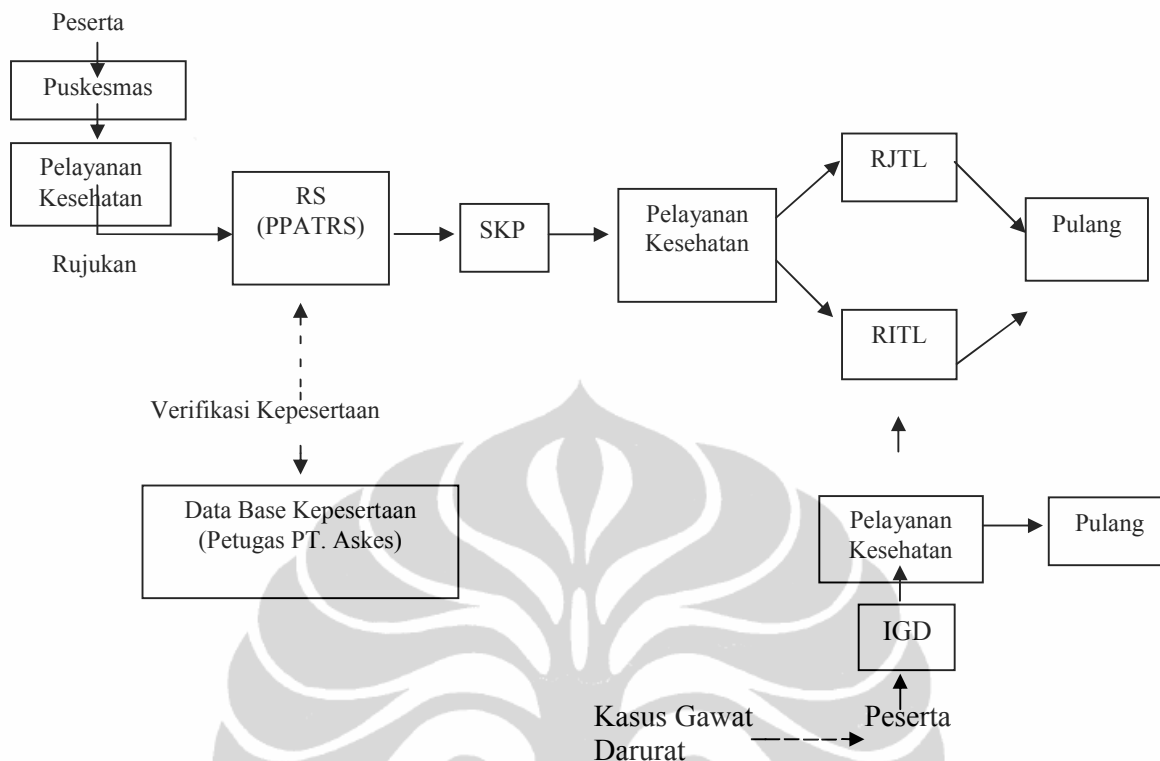 Peserta
Puskesmas
Pelayanan
Kesehatan
Rujukan
RS
(PPATRS)
SKP
Pelayanan
Kesehatan
RJTL
RITL
Pulang
Verifikasi Kepesertaan
Data Base Kepesertaan
(Petugas PT. Askes)
Pelayanan
Kesehatan
Pulang
IGD
Peserta
Kasus Gawat
Darurat